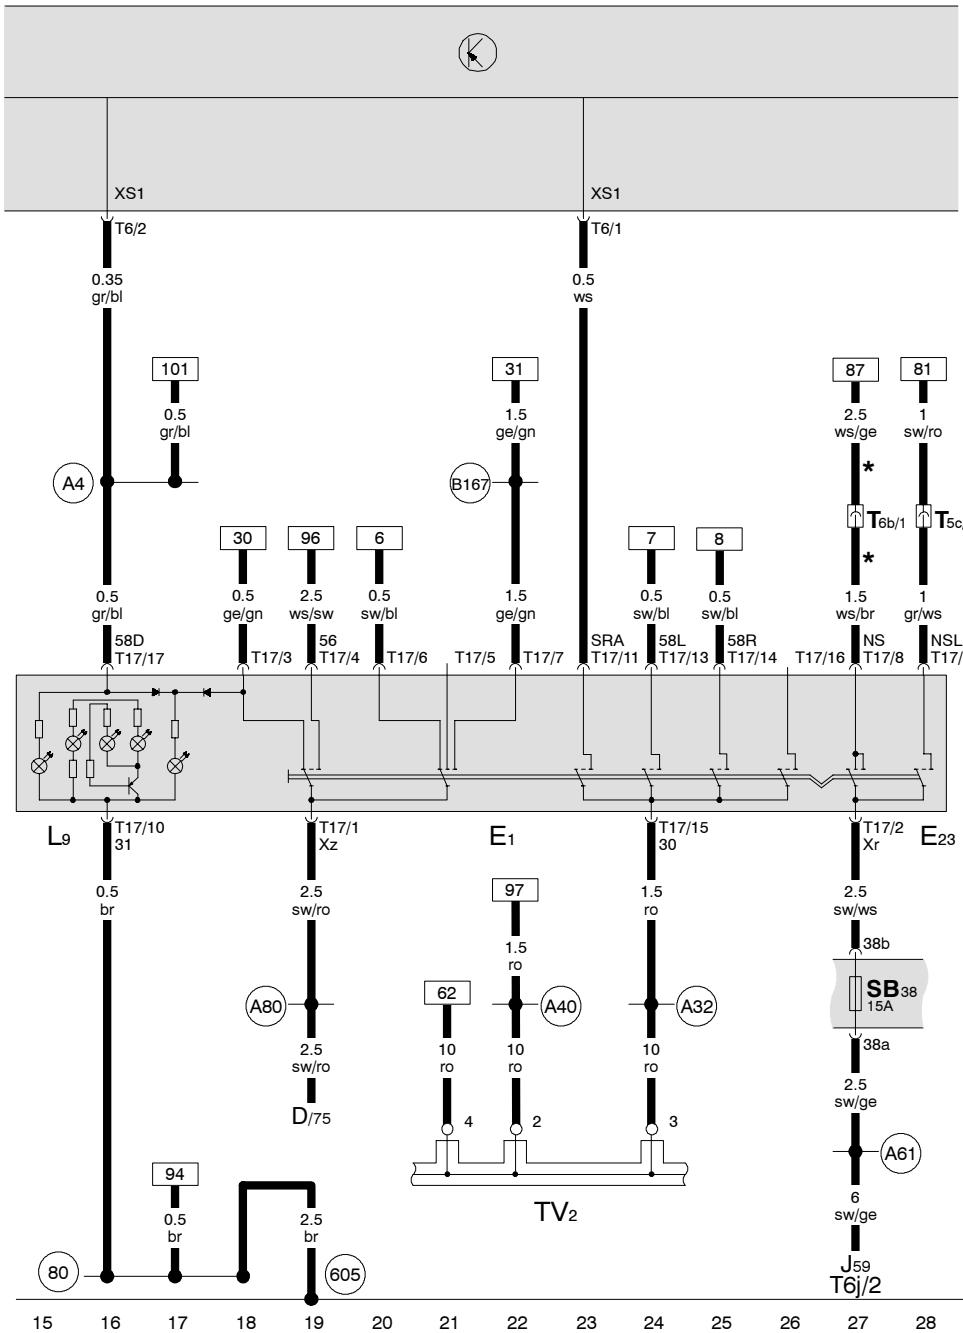 XS1 XS1
T6/2 T6/1
0.35 0.5
gr/bl ws
101 31 87 81
0.5 1.5 2.5 1
gr/bl ge/gn ws/ge sw/ro
* 
A4 B167
T6b/1 T5c
30 96 6 7 8
*
0.5 0.5 2.5 0.5 1.5 0.5 0.5 1.5 1
gr/bl ge/gn ws/sw sw/bl ge/gn sw/bl sw/bl ws/br gr/ws
58D 56 SRA 58L 58R NS NSL
T17/17 T17/3 T17/4 T17/6 T17/5 T17/7 T17/11 T17/13 T17/14 T17/16 T17/8 T17/
T17/10 T17/1 T17/15 T17/2
L9 31 Xz E1 30 Xr E23
0.5 2.5 97 1.5 2.5
br sw/ro ro sw/ws
1.5 38b
ro
62 SB38
A80 A40 A32 15A
2.5 10 10 10 38a
sw/ro ro ro ro
2.5
sw/ge
D/75 4 2 3
A61
94 6
TV2 sw/ge
0.5 2.5
br br
J59
80 605 T6j/2
15 16 17 18 19 20 21 22 23 24 25 26 27 28